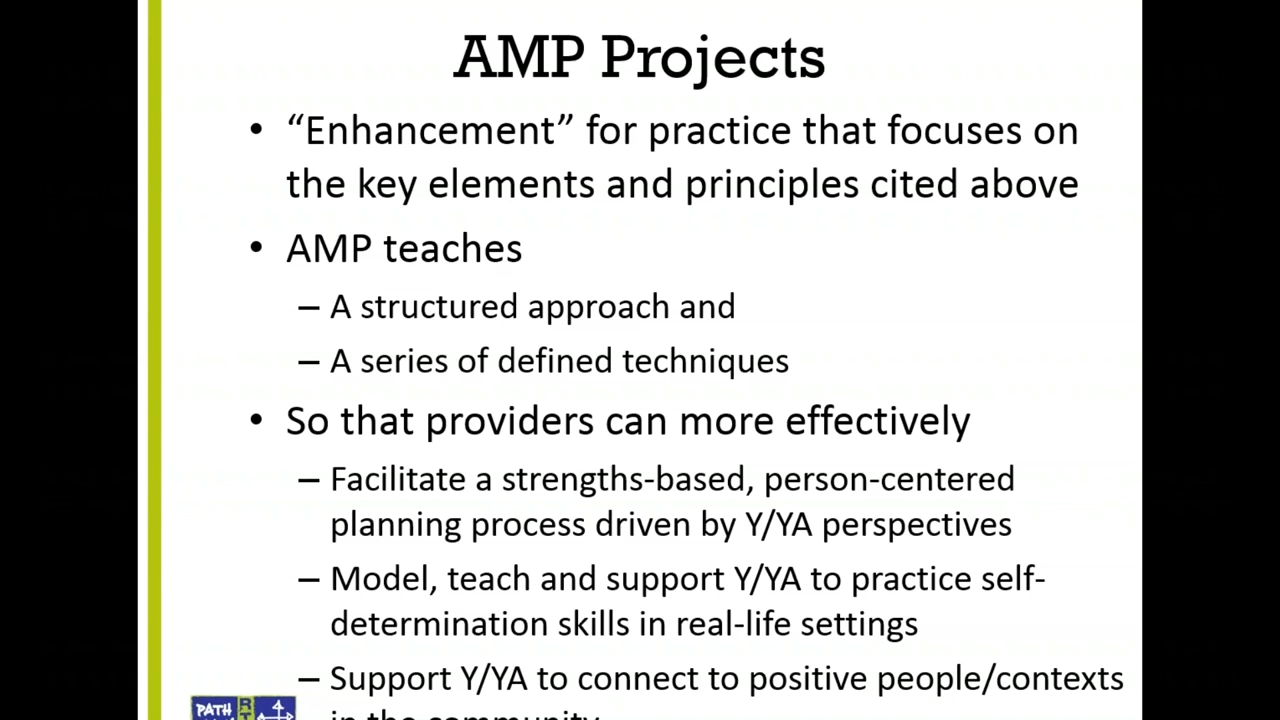 AMP Projects
• “Enhancement” for practice that focuses on
the key elements and principles cited above
• AMP teaches
– A structured approach and
– A series of defined techniques
• So that providers can more effectively
– Facilitate a strengths-based, person-centered
planning process driven by Y/YA perspectives
– Model, teach and support Y/YA to practice self-
determination skills in real-life settings
– Support Y/YA to connect to positive people/contexts
in the community
PATH